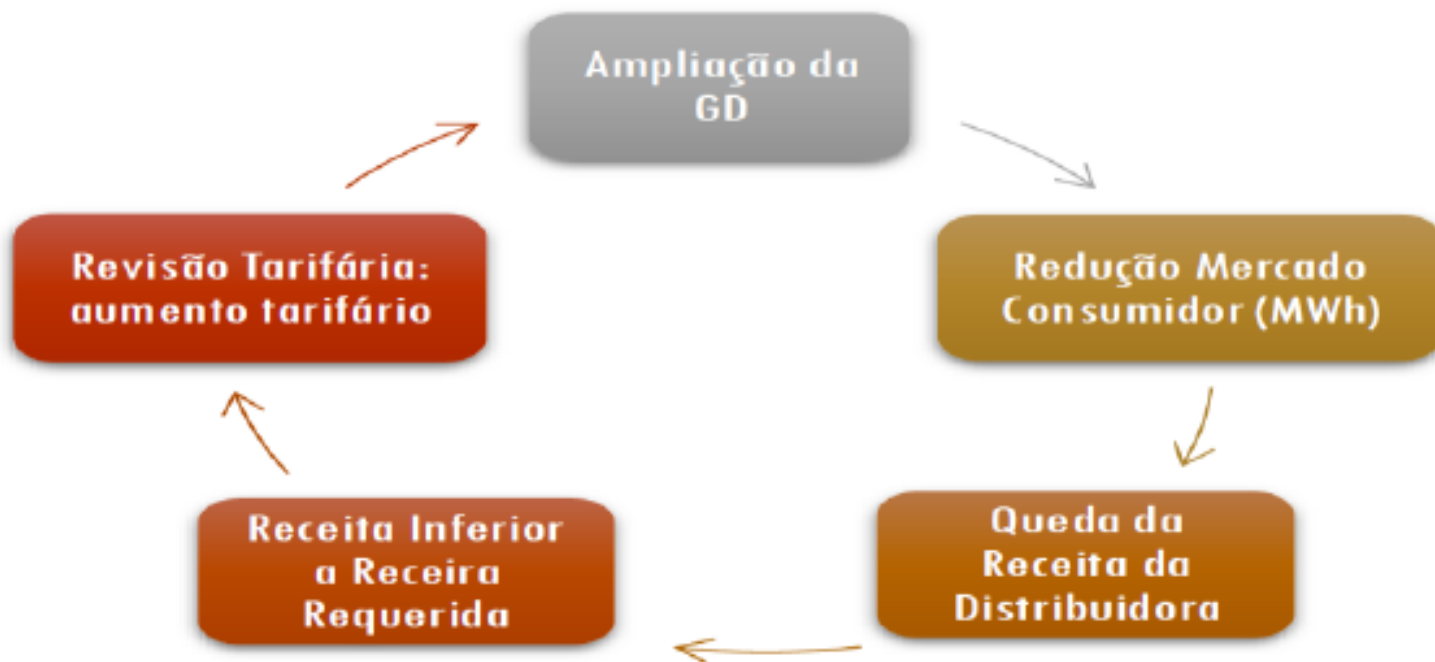 Ampliação da
GD
Redução Mercado
Consumidor (MWh)
Queda da
Receita da
Distribuidora
Receita Inferior
a Receira
Requerida
Revisão Tarifária:
aumento tarifário